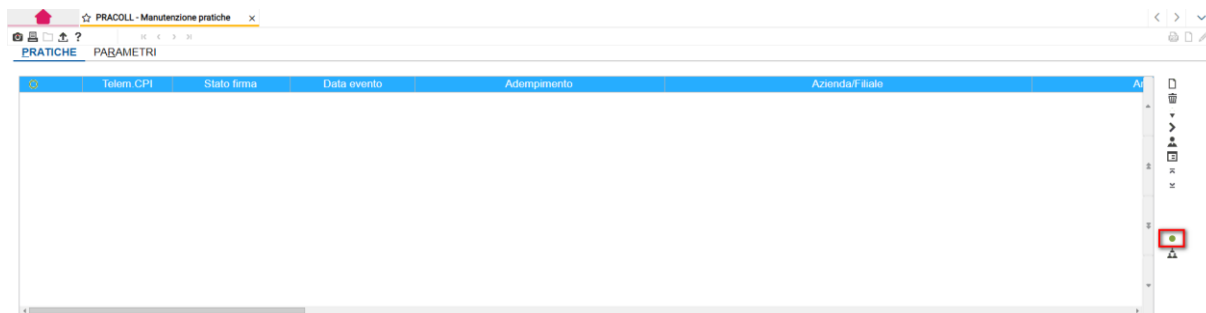 PRACOLL - Manutenzione pratiche
?
PRATICHE PARAMETRI
Telem.CPI Stato firma Data evento Adempimento Azienda/Filiale